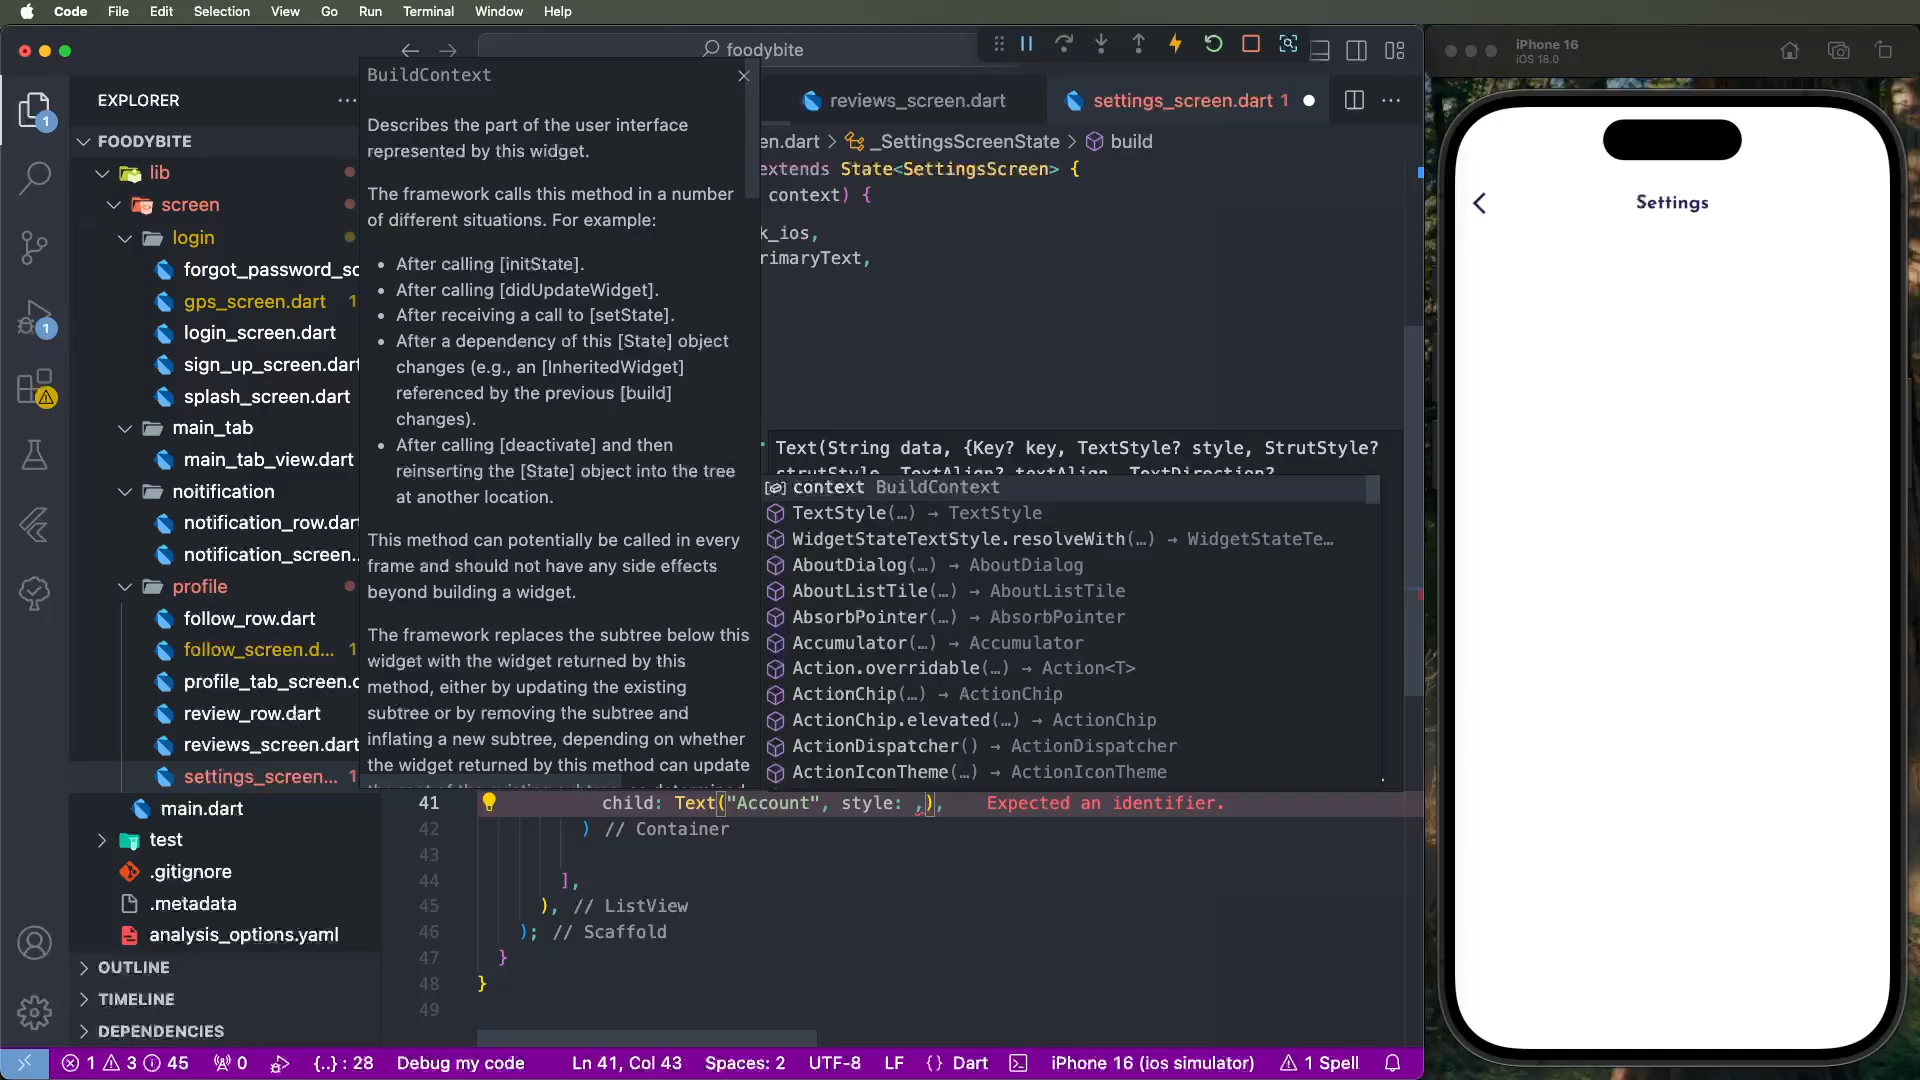 Code File Edit Selection View Go Run Terminal Window Help
foodybite
iPhone 16
iOS 18.0
EXPLORER
FOODYBITE
lib
screen
login
forgot_password_sc
gps_screen.dart 1
login_screen.dart
sign_up_screen.dart
splash_screen.dart
main_tab
main_tab_view.dart
noitification
notification_row.dart
notification_screen.
profile
follow_row.dart
follow_screen.d... 1
profile_tab_screen.d
review_row.dart
reviews_screen.dart
settings_screen... 1
main.dart
test
.gitignore
.metadata
analysis_options.yaml
OUTLINE
TIMELINE
DEPENDENCIES
1
1
BuildContext
Describes the part of the user interface
represented by this widget.
The framework calls this method in a number
of different situations. For example:
• After calling [initState].
• After calling [didUpdateWidget].
• After receiving a call to [setState].
• After a dependency of this [State] object
changes (e.g., an [InheritedWidget]
referenced by the previous [build]
changes).
• After calling [deactivate] and then
reinserting the [State] object into the tree
at another location.
This method can potentially be called in every
frame and should not have any side effects
beyond building a widget.
The framework replaces the subtree below this
widget with the widget returned by this
method, either by updating the existing
subtree or by removing the subtree and
inflating a new subtree, depending on whether
the widget returned by this method can update
reviews_screen.dart
settings_screen.dart 1
en.dart > _SettingsScreenState > build
extends State<SettingsScreen> {
context) {
k_ios,
rimaryText,
Text(String data, {Key? key, TextStyle? style, StrutStyle?
strutStyle, TextAlign? textAlign, TextDirection?
context BuildContext
TextStyle(…) → TextStyle
WidgetStateTextStyle.resolveWith(…) → WidgetStateTe…
AboutDialog(…) → AboutDialog
AboutListTile(…) → AboutListTile
AbsorbPointer(…) → AbsorbPointer
Accumulator(…) → Accumulator
Action.overridable(…) → Action<T>
ActionChip(…) → ActionChip
ActionChip.elevated(…) → ActionChip
ActionDispatcher() → ActionDispatcher
ActionIconTheme(…) → ActionIconTheme
41 child: Text("Account", style: ,), Expected an identifier.
42 ) // Container
43
44 ],
45 ), // ListView
46 ); // Scaffold
47 }
48 }
49
Settings
1 3 45 0 {..} : 28 Debug my code Ln 41, Col 43 Spaces: 2 UTF-8 LF {} Dart iPhone 16 (ios simulator) 1 Spell